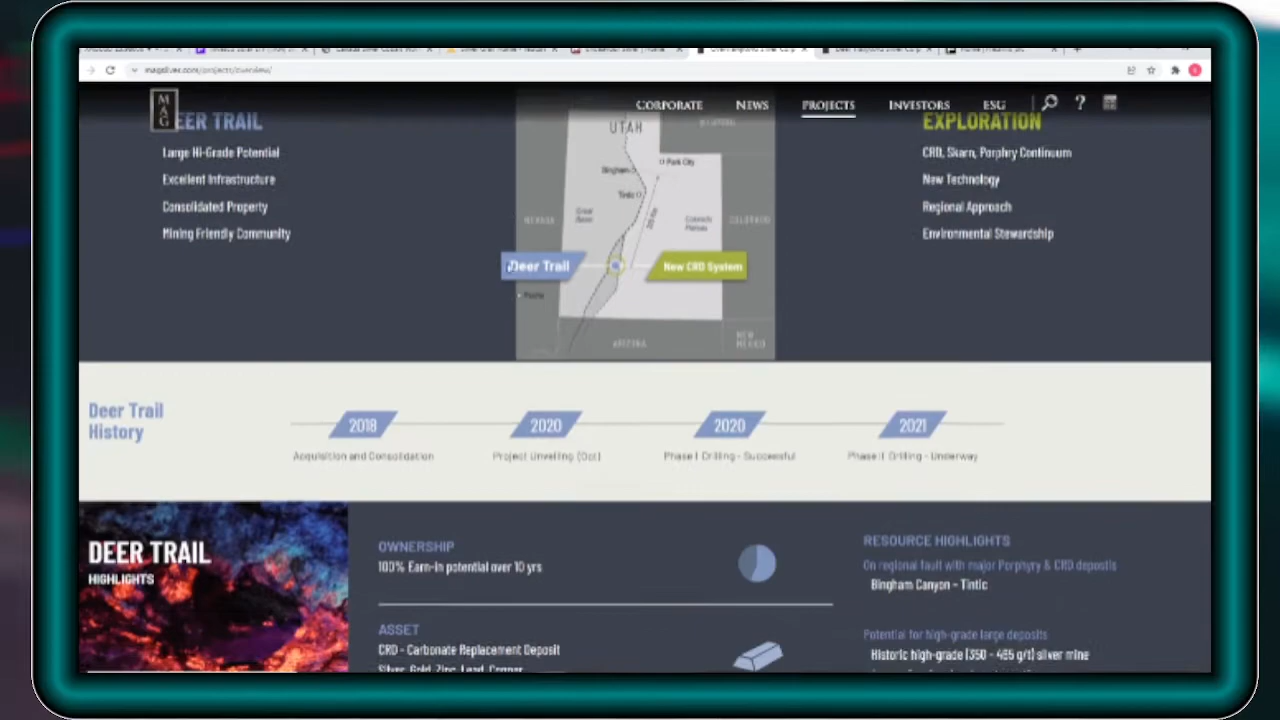 magsilver.com/projects/overview/
MAG
CORPORATE NEWS PROJECTS INVESTORS ESG ?
DEER TRAIL
Large Hi-Grade Potential
Excellent Infrastructure
Consolidated Property
Mining Friendly Community
UTAH
Park City
Bingham
Tintic
Great Basin
Colorado Plateau
NEVADA
COLORADO
Deer Trail
New CRD System
ARIZONA
NEW MEXICO
EXPLORATION
CRD, Skarn, Porphry Continuum
New Technology
Regional Approach
Environmental Stewardship
Deer Trail
History
2018
2020
2020
2021
Acquisition and Consolidation
Project Unveiling (Oct)
Phase I Drilling - Successful
Phase II Drilling - Underway
DEER TRAIL
HIGHLIGHTS
OWNERSHIP
100% Earn-in potential over 10 yrs
ASSET
CRD - Carbonate Replacement Deposit
Silver, Gold, Zinc, Lead, Copper
RESOURCE HIGHLIGHTS
On regional fault with major Porphyry & CRD deposits
Bingham Canyon - Tintic
Potential for high-grade large deposits
Historic high-grade (350 - 465 g/t) silver mine